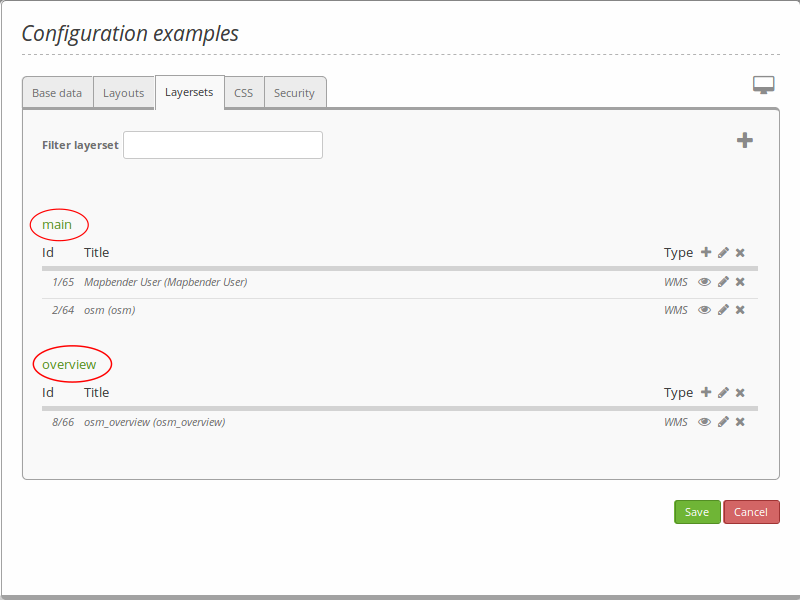 Configuration examples
Base data Layouts Layersets CSS Security
Filter layerset
main
Id Title Type
1/65 Mapbender User (Mapbender User) WMS
2/64 osm (osm) WMS
overview
Id Title Type
8/66 osm_overview (osm_overview) WMS
Save Cancel